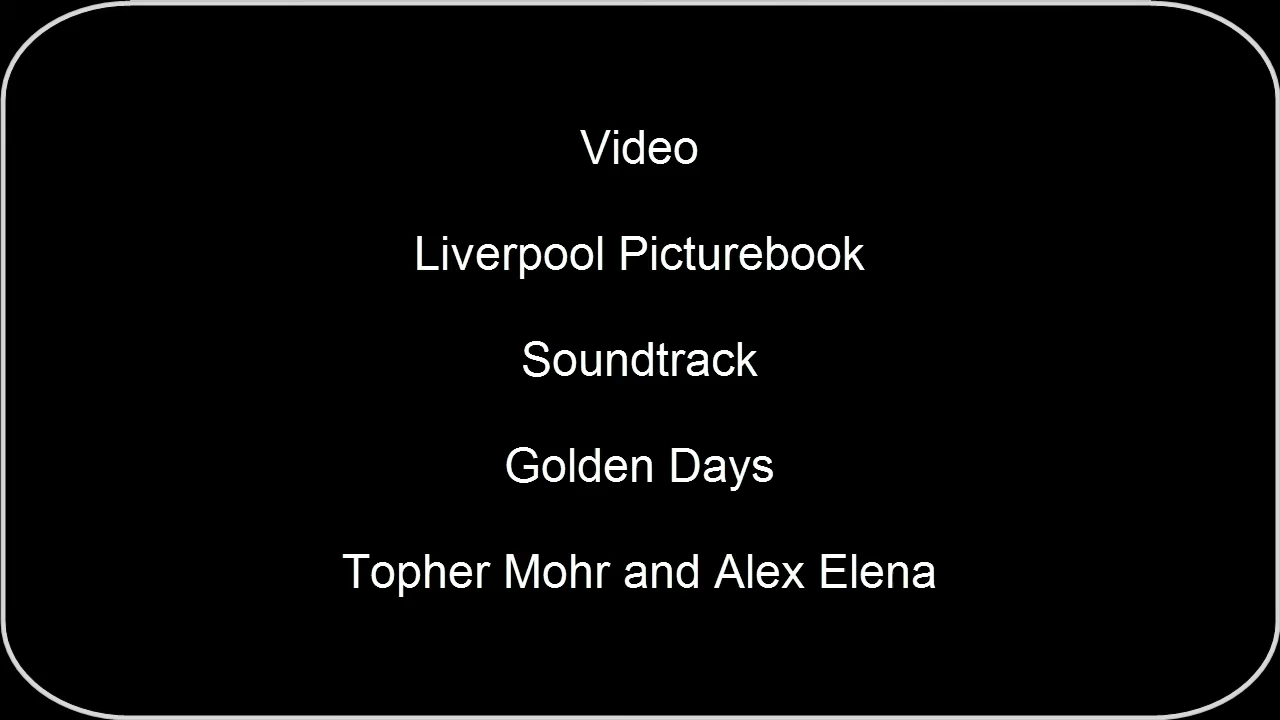 Video
Liverpool Picturebook
Soundtrack
Golden Days
Topher Mohr and Alex Elena